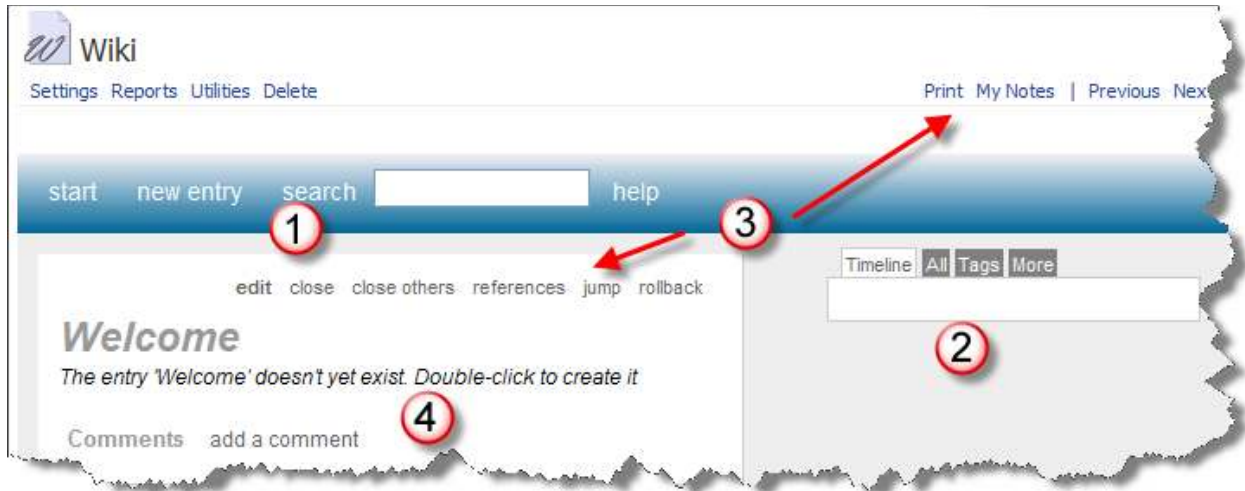 Wiki
Settings Reports Utilities Delete
Print My Notes | Previous Nex
start new entry search help
1
3
Timeline All Tags More
edit close close others references jump rollback
Welcome
2
The entry 'Welcome' doesn't yet exist. Double-click to create it
4
Comments add a comment